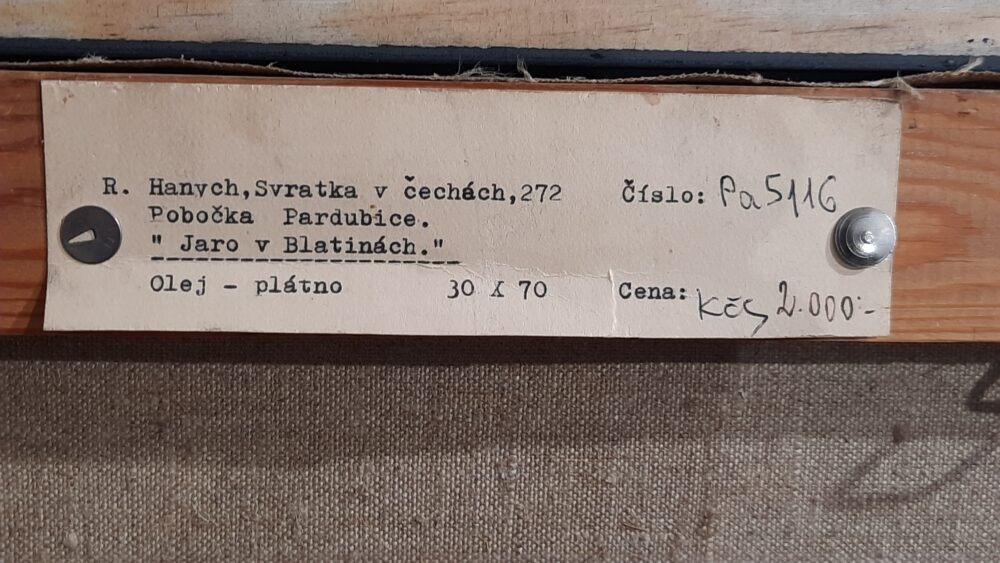 R. Hanych,Svratka v čechách,272 Číslo: Pa5116
Pobočka Pardubice.
" Jaro v Blatinách."
Olej - plátno 30 X 70 Cena: Kčs 2.000:-